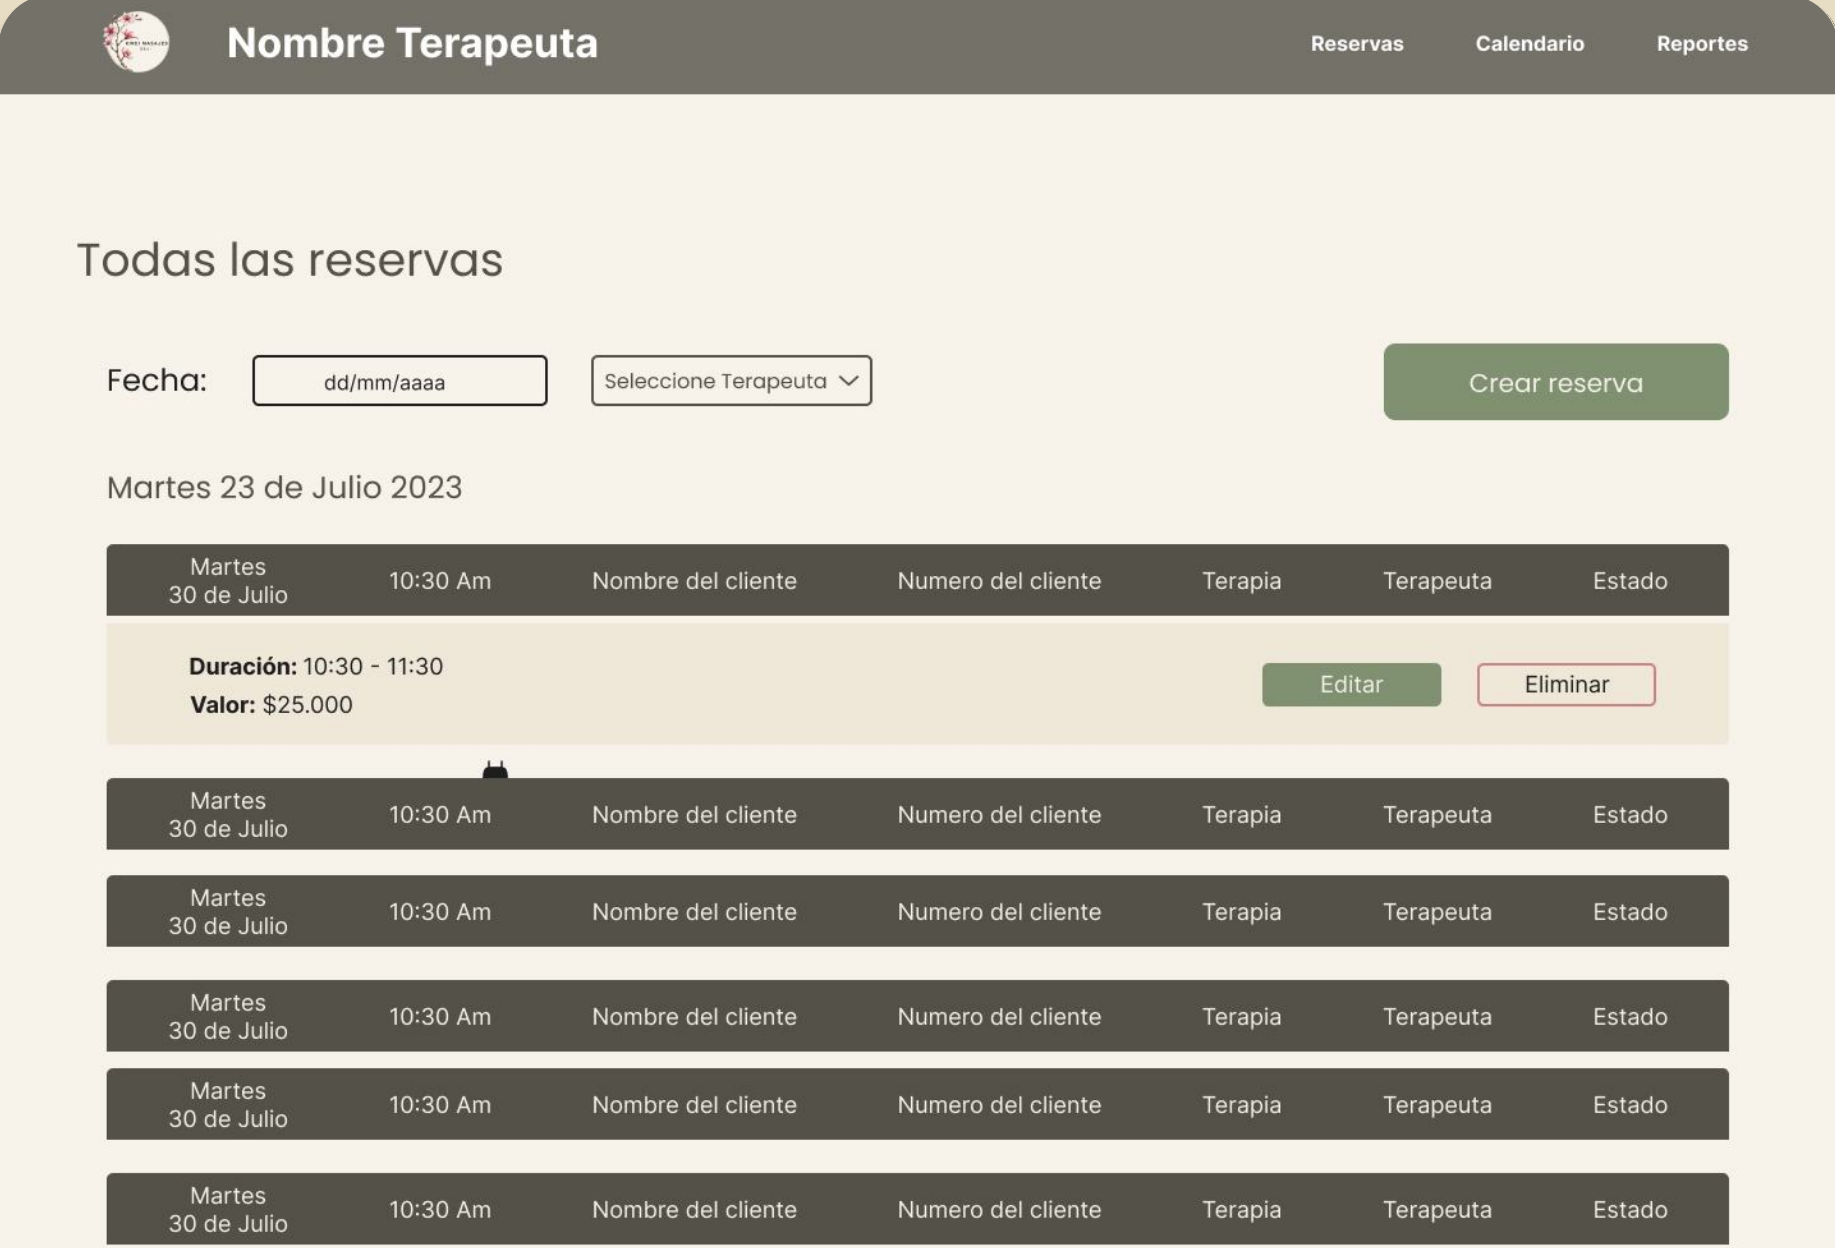 KIREI MASAJES
Nombre Terapeuta
Reservas Calendario Reportes
Todas las reservas
Fecha: dd/mm/aaaa Seleccione Terapeuta Crear reserva
Martes 23 de Julio 2023
Martes
30 de Julio 10:30 Am Nombre del cliente Numero del cliente Terapia Terapeuta Estado
Duración: 10:30 - 11:30
Valor: $25.000
Editar Eliminar
Martes
30 de Julio 10:30 Am Nombre del cliente Numero del cliente Terapia Terapeuta Estado
Martes
30 de Julio 10:30 Am Nombre del cliente Numero del cliente Terapia Terapeuta Estado
Martes
30 de Julio 10:30 Am Nombre del cliente Numero del cliente Terapia Terapeuta Estado
Martes
30 de Julio 10:30 Am Nombre del cliente Numero del cliente Terapia Terapeuta Estado
Martes
30 de Julio 10:30 Am Nombre del cliente Numero del cliente Terapia Terapeuta Estado